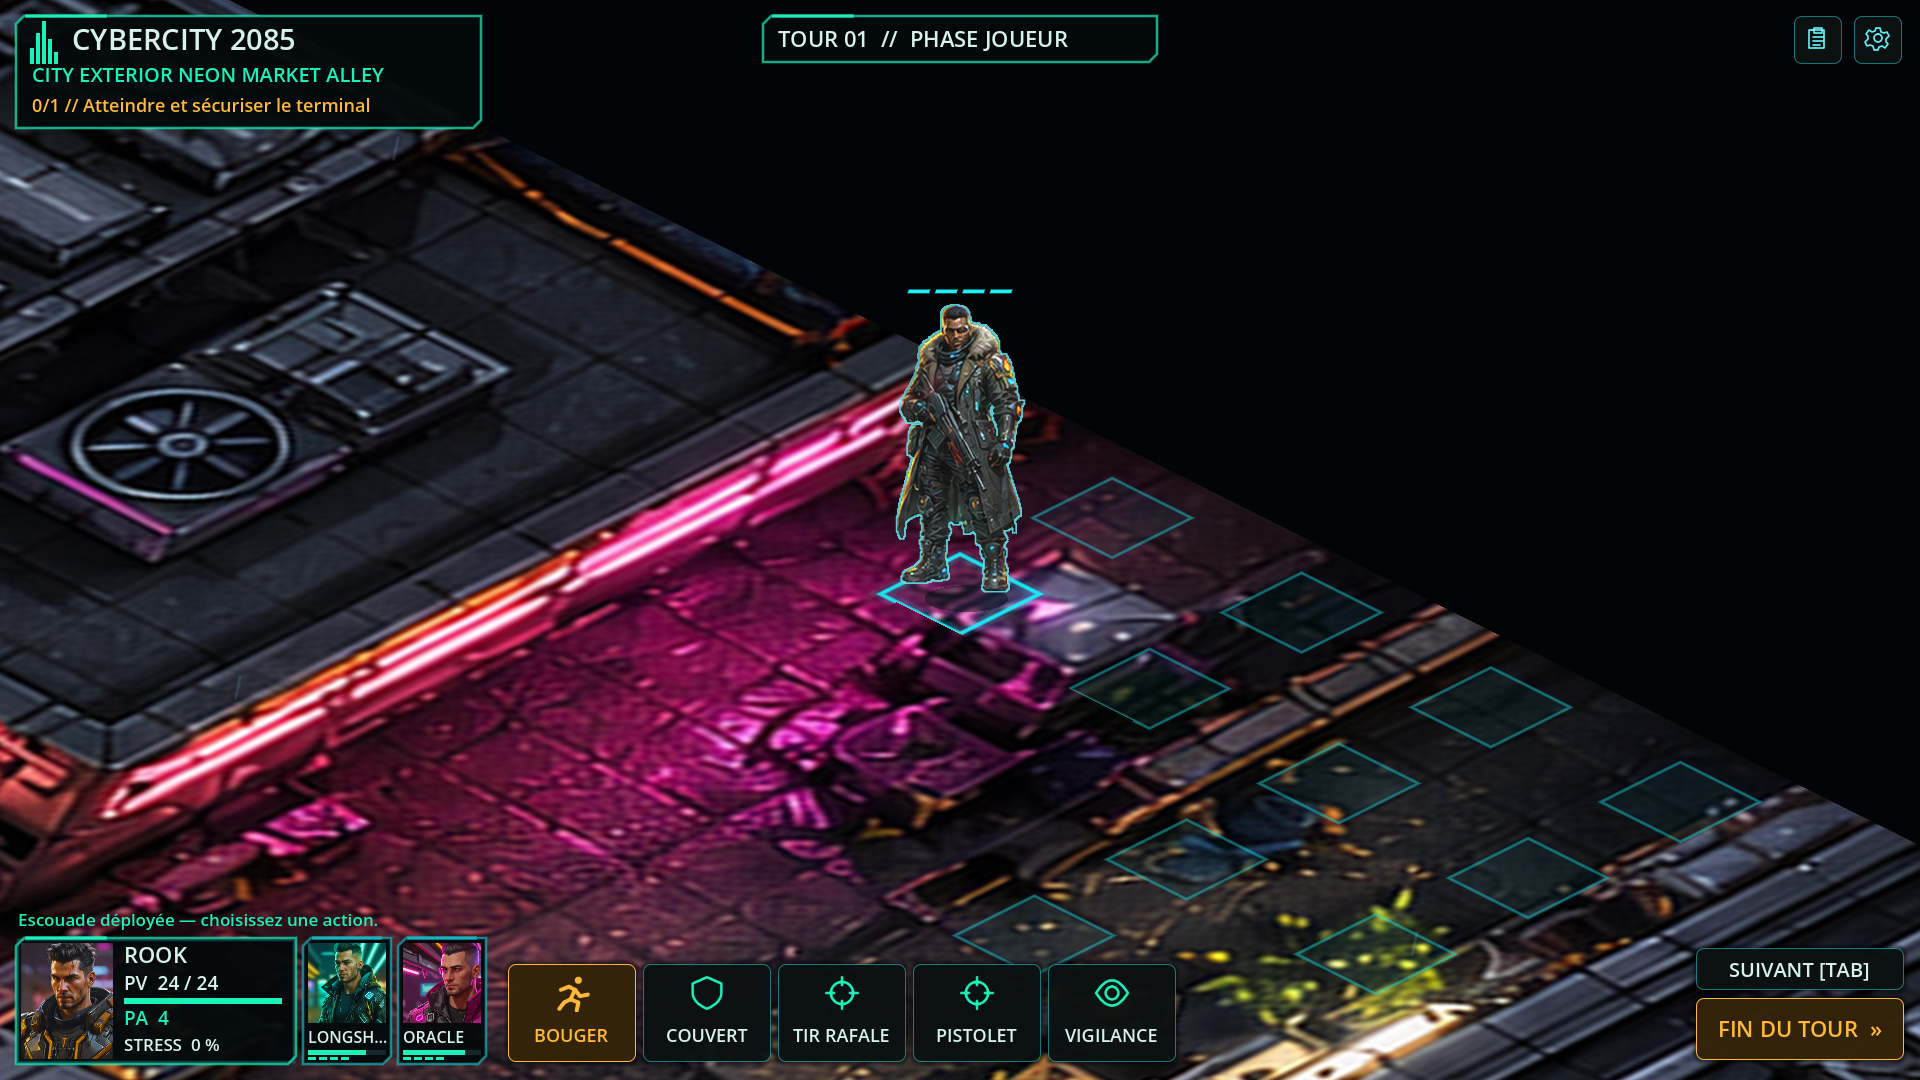 CYBERCITY 2085
CITY EXTERIOR NEON MARKET ALLEY
0/1 // Atteindre et sécuriser le terminal
TOUR 01 // PHASE JOUEUR
Escouade déployée — choisissez une action.
ROOK
PV 24 / 24
PA 4
STRESS 0 %
LONGSH...
ORACLE
BOUGER
COUVERT
TIR RAFALE
PISTOLET
VIGILANCE
SUIVANT [TAB]
FIN DU TOUR »